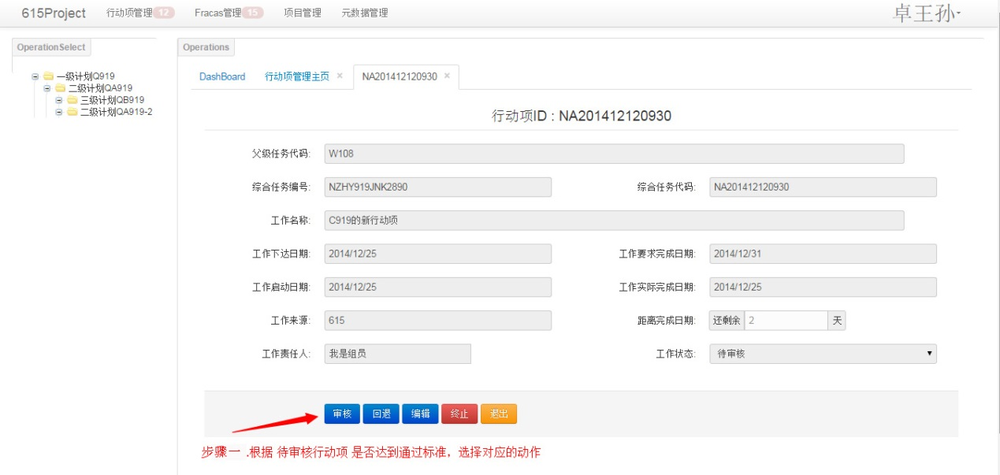 615Project 行动项管理 12 Fracas管理 15 项目管理 元数据管理 卓王孙
OperationSelect
一级计划Q919
二级计划QA919
三级计划QB919
二级计划QA919-2
Operations
DashBoard 行动项管理主页 × NA201412120930 ×
行动项ID : NA201412120930
父级任务代码: W108
综合任务编号: NZHY919JNK2890 综合任务代码: NA201412120930
工作名称: C919的新行动项
工作下达日期: 2014/12/25 工作要求完成日期: 2014/12/31
工作启动日期: 2014/12/25 工作实际完成日期: 2014/12/25
工作来源: 615 距离完成日期: 还剩余 2 天
工作责任人: 我是组员 工作状态: 待审核
审核 回退 编辑 终止 退出
步骤一 .根据 待审核行动项 是否达到通过标准，选择对应的动作